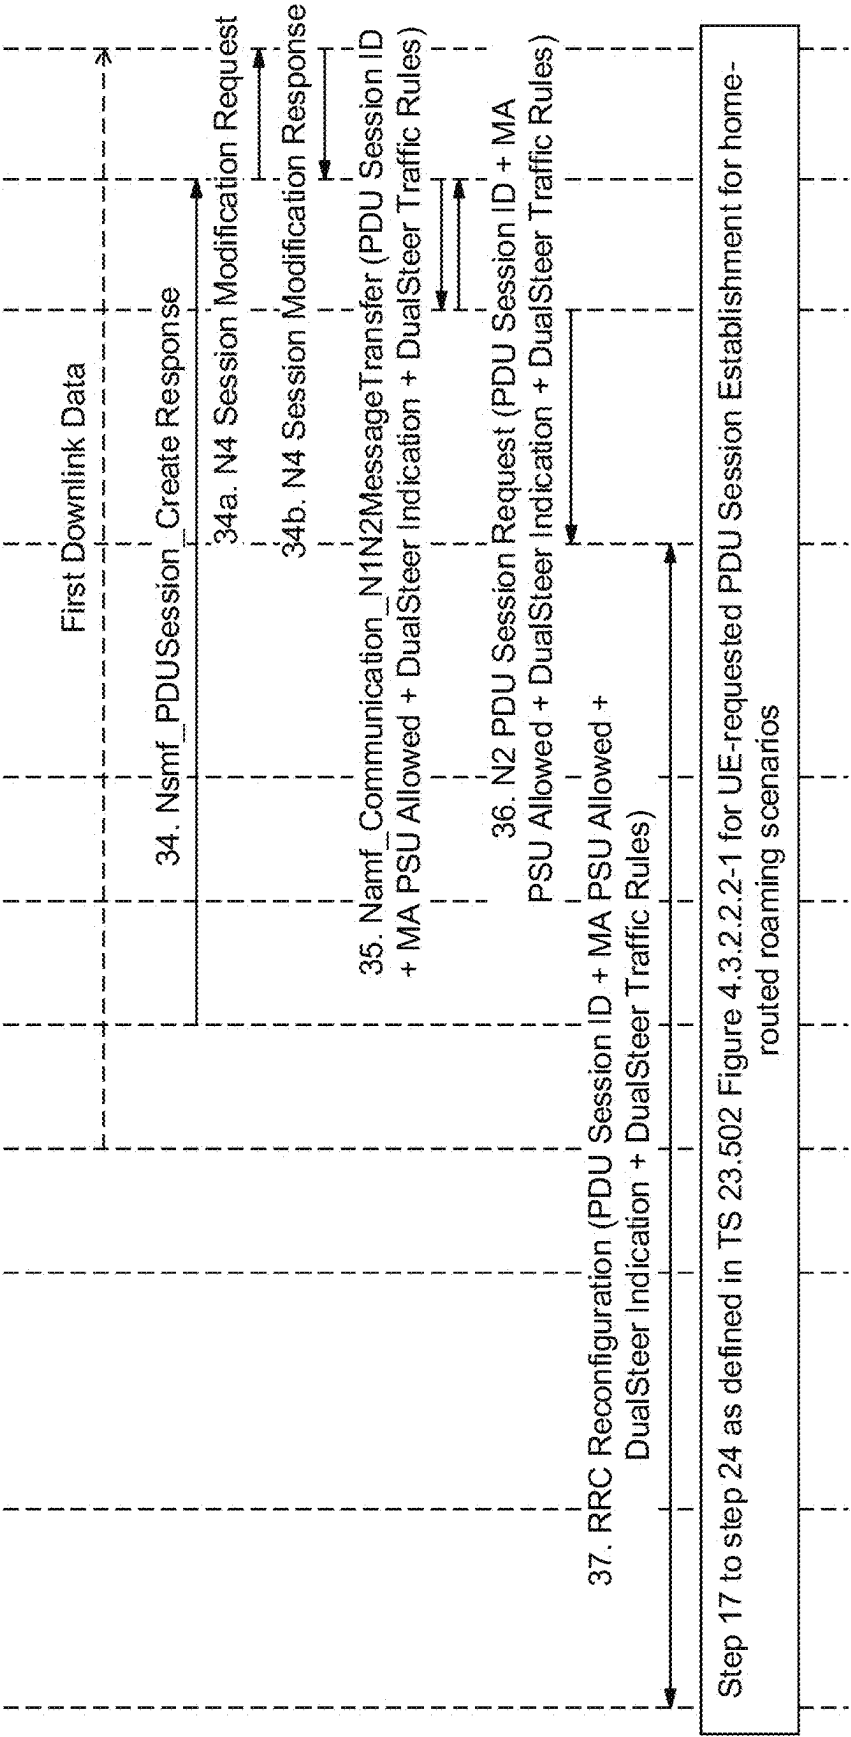 First Downlink Data
34. Nsmf_PDUSession_Create Response
34a. N4 Session Modification Request
34b. N4 Session Modification Response
35. Namf_Communication_N1N2MessageTransfer (PDU Session ID
+ MA PSU Allowed + DualSteer Indication + DualSteer Traffic Rules)
36. N2 PDU Session Request (PDU Session ID + MA
PSU Allowed + DualSteer Indication + DualSteer Traffic Rules)
37. RRC Reconfiguration (PDU Session ID + MA PSU Allowed +
DualSteer Indication + DualSteer Traffic Rules)
Step 17 to step 24 as defined in TS 23.502 Figure 4.3.2.2.2-1 for UE-requested PDU Session Establishment for home-
routed roaming scenarios